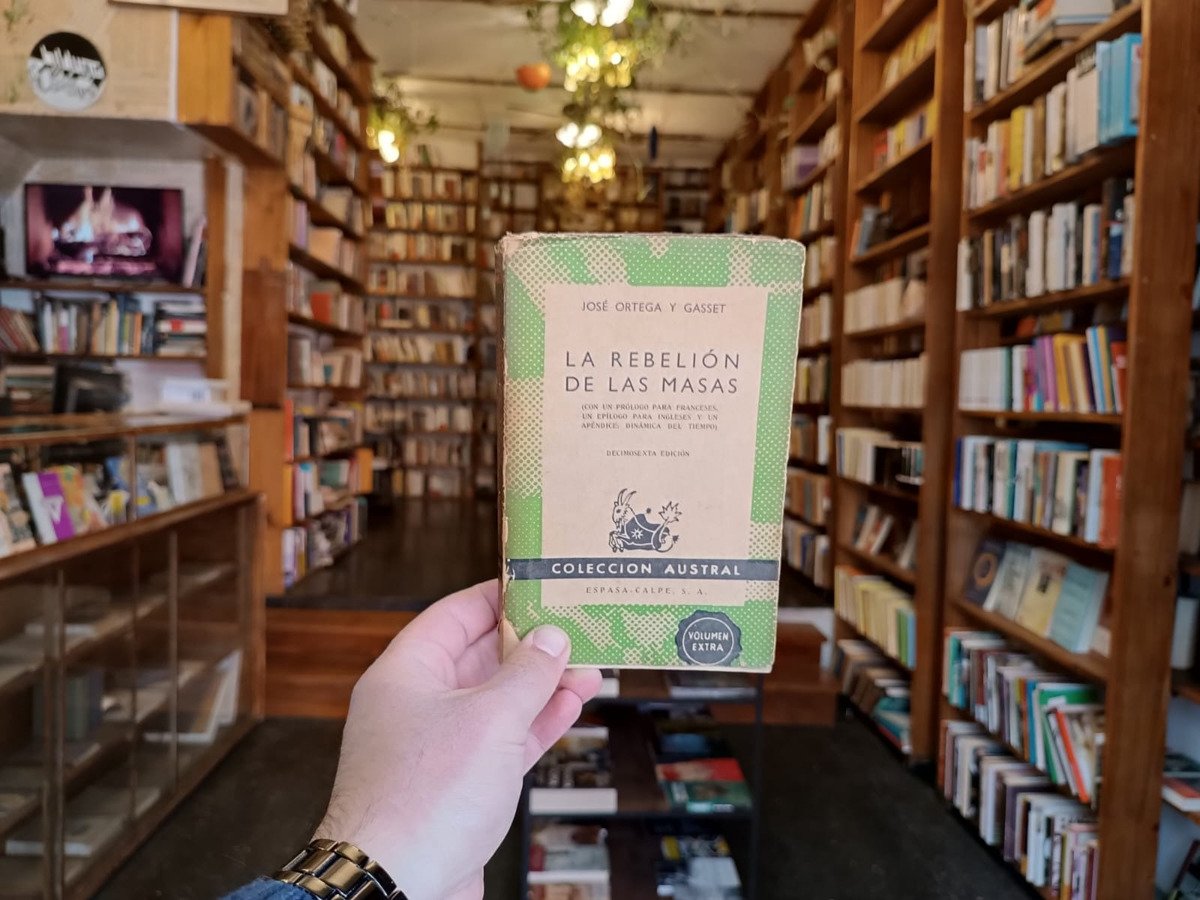 JOSÉ ORTEGA Y GASSET
LA REBELIÓN
DE LAS MASAS
(CON UN PRÓLOGO PARA FRANCESES,
UN EPÍLOGO PARA INGLESES Y UN
APÉNDICE: DINÁMICA DEL TIEMPO)
DECIMOSEXTA EDICIÓN
COLECCION AUSTRAL
ESPASA-CALPE, S. A.
VOLUMEN
EXTRA